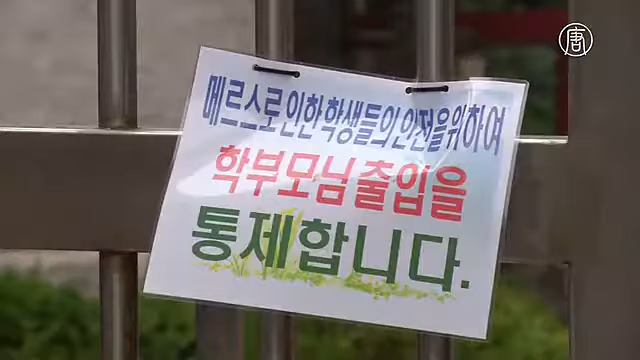 메르스로 인한 학생들의 안전을 위하여
학부모님 출입을
통제합니다.
唐